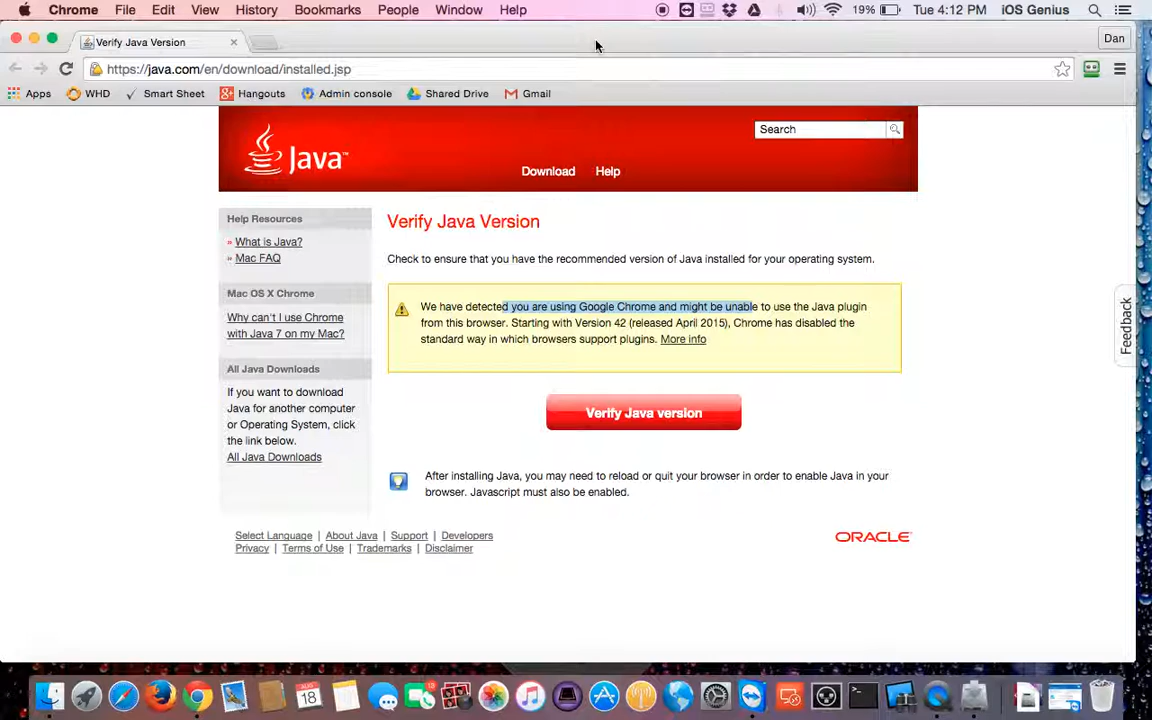 Chrome File Edit View History Bookmarks People Window Help 19% Tue 4:12 PM iOS Genius
Verify Java Version Dan
https://java.com/en/download/installed.jsp
Apps WHD Smart Sheet Hangouts Admin console Shared Drive Gmail
Search
Java™
Download Help
Help Resources
» What is Java?
» Mac FAQ
Mac OS X Chrome
Why can't I use Chrome
with Java 7 on my Mac?
All Java Downloads
If you want to download
Java for another computer
or Operating System, click
the link below.
All Java Downloads
Verify Java Version
Check to ensure that you have the recommended version of Java installed for your operating system.
We have detected you are using Google Chrome and might be unable to use the Java plugin
from this browser. Starting with Version 42 (released April 2015), Chrome has disabled the
standard way in which browsers support plugins. More info
Verify Java version
After installing Java, you may need to reload or quit your browser in order to enable Java in your
browser. Javascript must also be enabled.
Feedback
Select Language | About Java | Support | Developers
Privacy | Terms of Use | Trademarks | Disclaimer
ORACLE
AUG
18